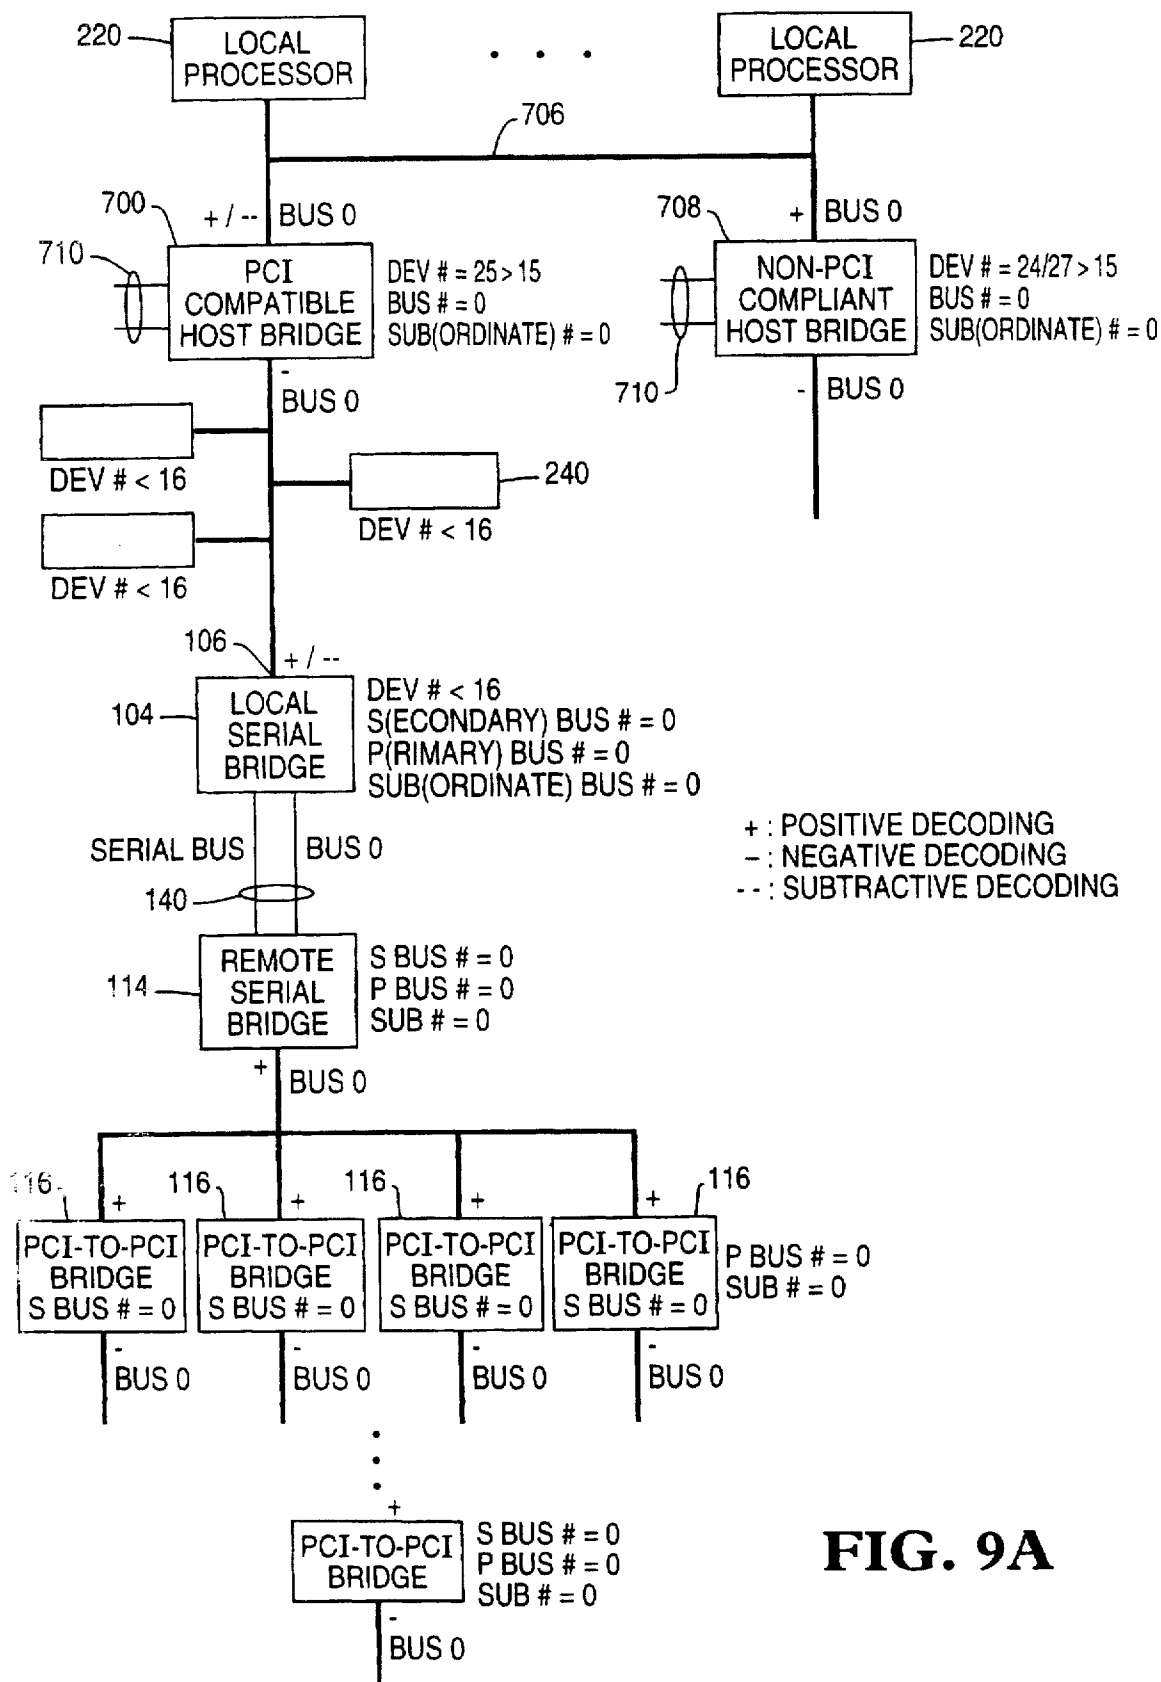 220
LOCAL
PROCESSOR
. . .
LOCAL
PROCESSOR
220
706
700
+ / --
BUS 0
708
+
BUS 0
710
PCI
COMPATIBLE
HOST BRIDGE
DEV # = 25 > 15
BUS # = 0
SUB(ORDINATE) # = 0
710
NON-PCI
COMPLIANT
HOST BRIDGE
DEV # = 24/27 > 15
BUS # = 0
SUB(ORDINATE) # = 0
-
BUS 0
-
BUS 0
DEV # < 16
240
DEV # < 16
DEV # < 16
106
+ / --
104
LOCAL
SERIAL
BRIDGE
DEV # < 16
S(ECONDARY) BUS # = 0
P(RIMARY) BUS # = 0
SUB(ORDINATE) BUS # = 0
SERIAL BUS
BUS 0
140
+ : POSITIVE DECODING
- : NEGATIVE DECODING
- - : SUBTRACTIVE DECODING
114
REMOTE
SERIAL
BRIDGE
S BUS # = 0
P BUS # = 0
SUB # = 0
+
BUS 0
116
+
116
+
116
+
+
116
PCI-TO-PCI
BRIDGE
S BUS # = 0
PCI-TO-PCI
BRIDGE
S BUS # = 0
PCI-TO-PCI
BRIDGE
S BUS # = 0
PCI-TO-PCI
BRIDGE
S BUS # = 0
P BUS # = 0
SUB # = 0
-
BUS 0
-
BUS 0
-
BUS 0
-
BUS 0
+
PCI-TO-PCI
BRIDGE
S BUS # = 0
P BUS # = 0
SUB # = 0
-
BUS 0
FIG. 9A